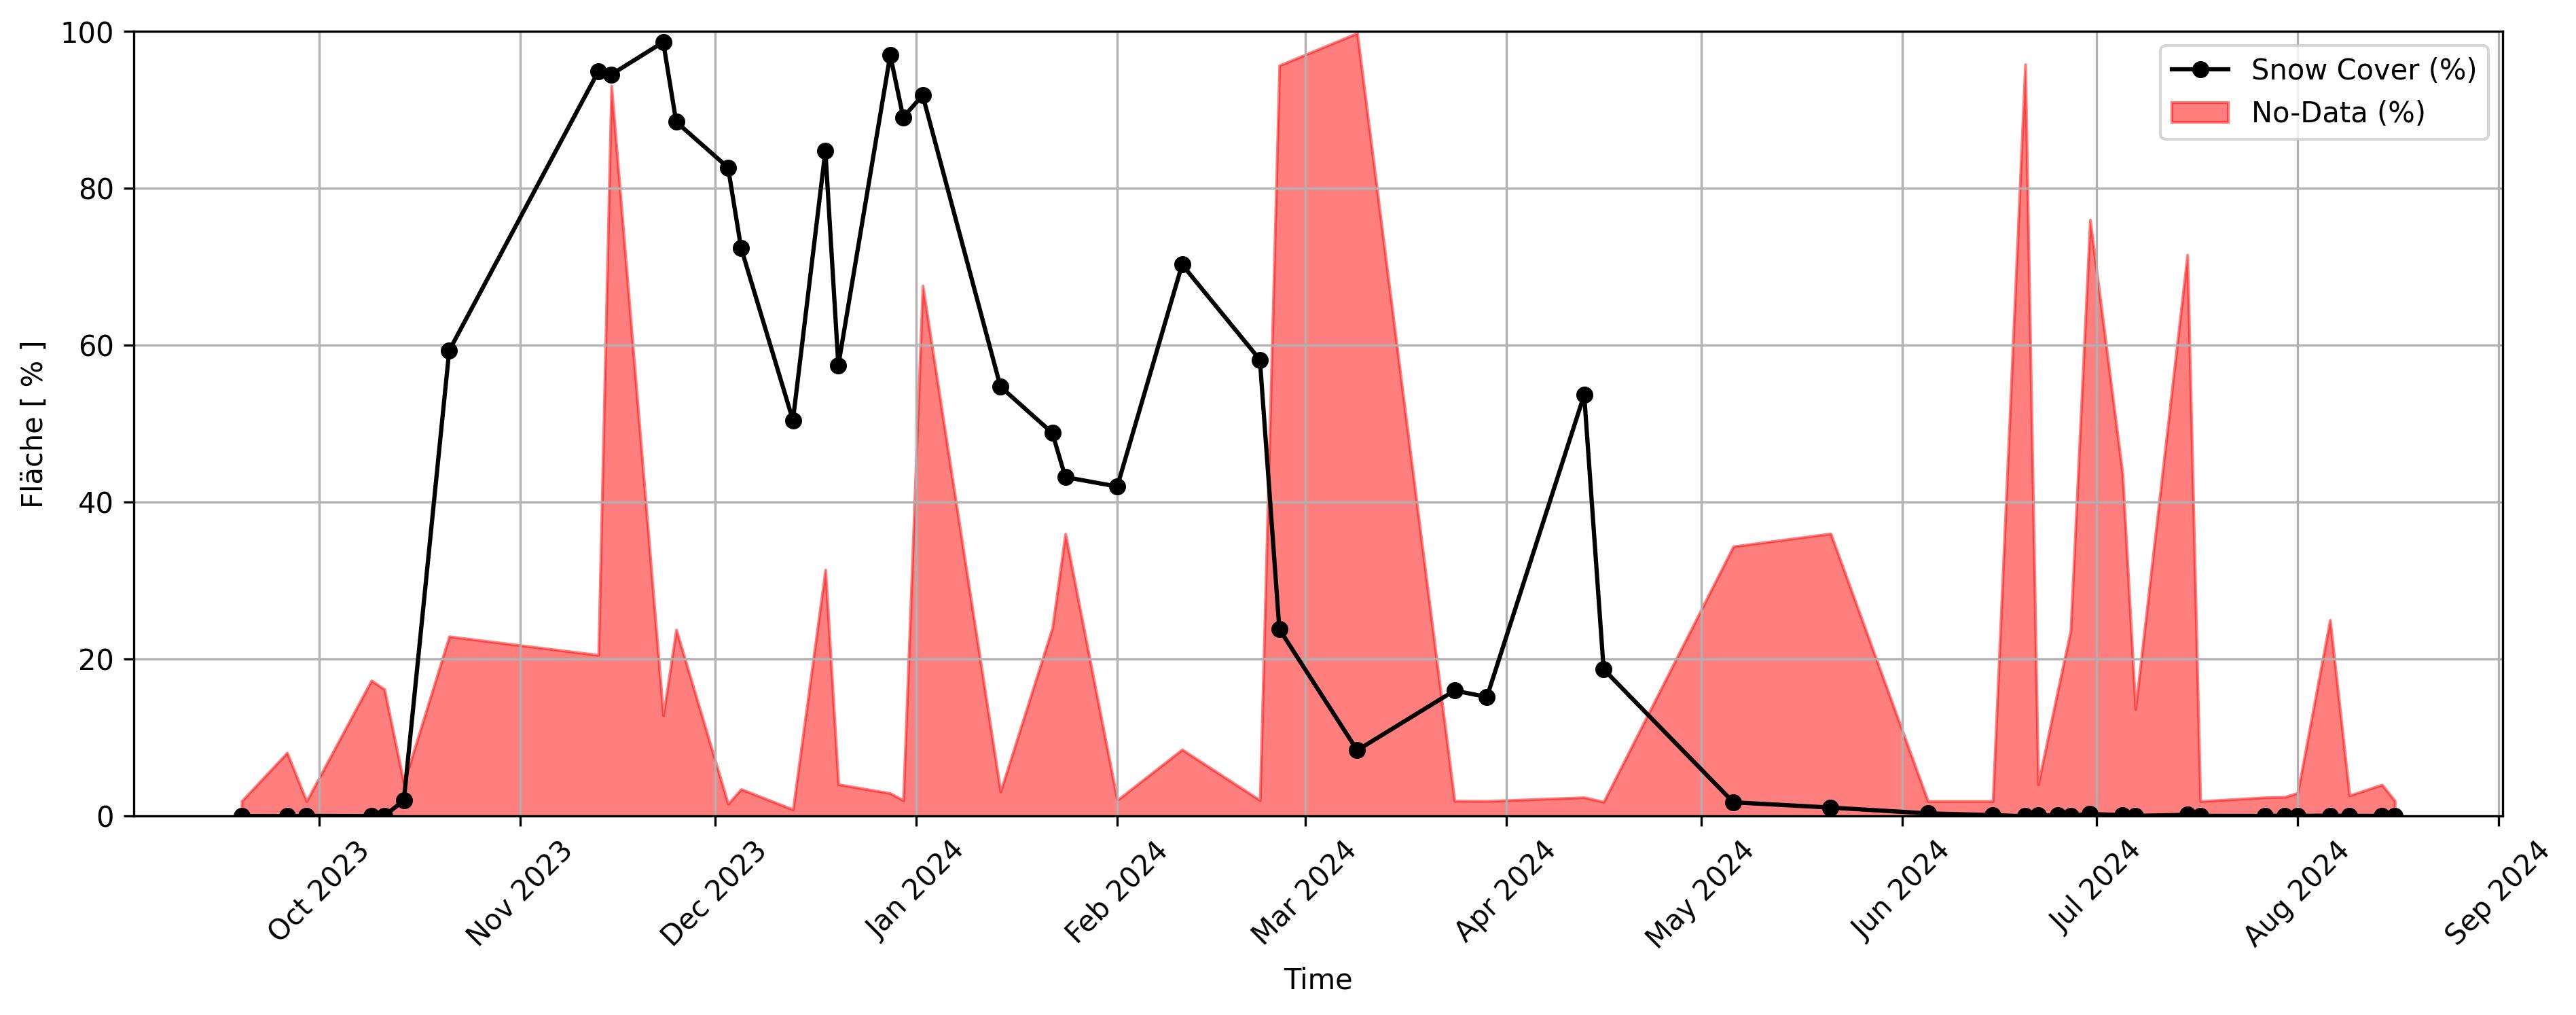 Fläche [ % ]
100
80
60
40
20
0
Snow Cover (%)
No-Data (%)
Oct 2023
Nov 2023
Dec 2023
Jan 2024
Feb 2024
Mar 2024
Apr 2024
May 2024
Jun 2024
Jul 2024
Aug 2024
Sep 2024
Time